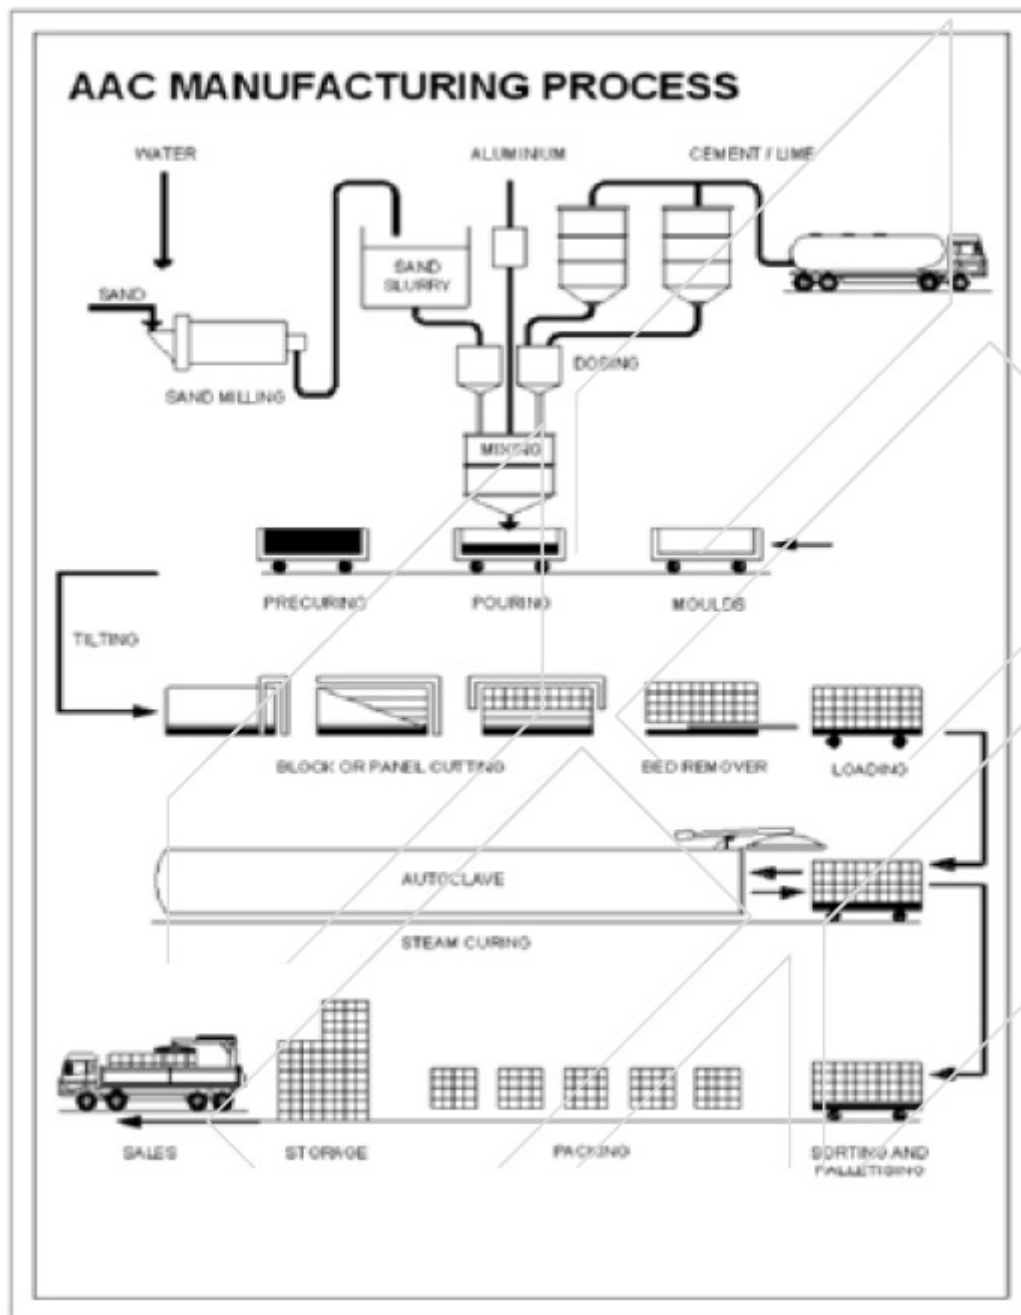 AAC MANUFACTURING PROCESS
WATER
ALUMINIUM
CEMENT / LIME
SAND
SLURRY
SAND
DOSING
SAND MILLING
MIXING
PRECURING
POURING
MOULDS
TILTING
BLOCK OR PANEL CUTTING
BED REMOVER
LOADING
AUTOCLAVE
STEAM CURING
SALES
STORAGE
PACKING
SORTING AND
PALLETISING